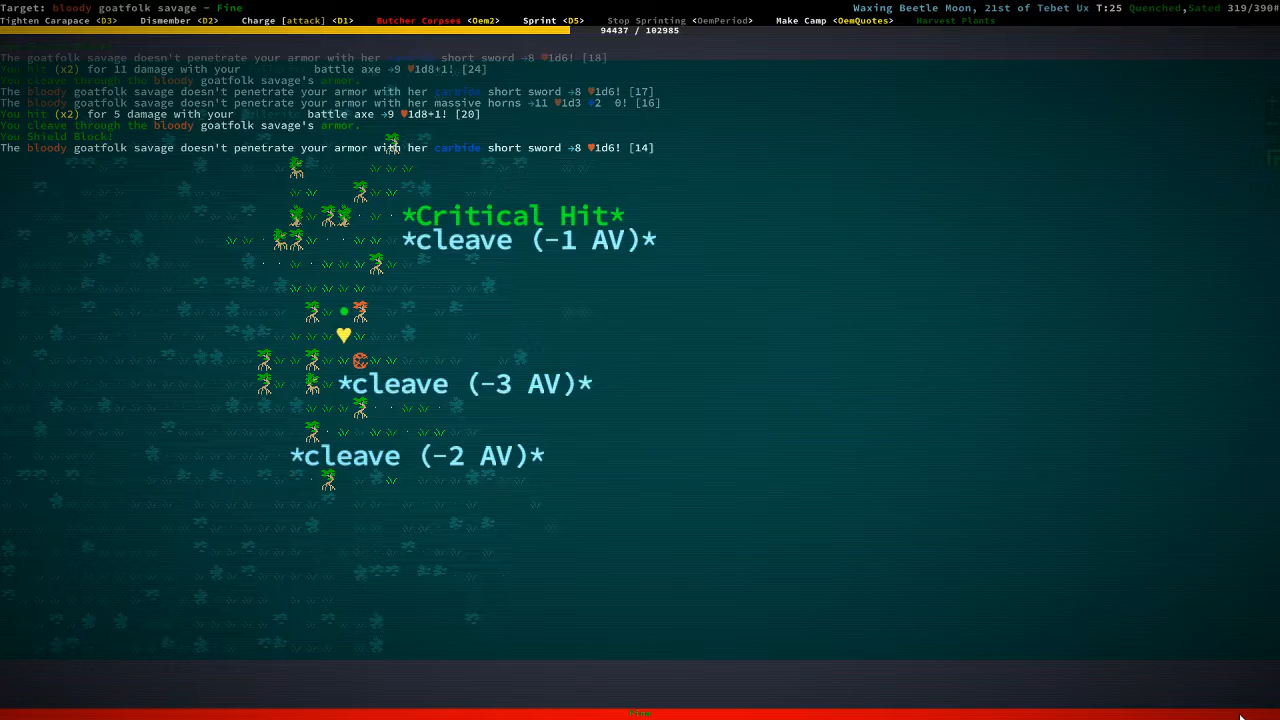 Target: bloody goatfolk savage - Fine
Waxing Beetle Moon, 21st of Tebet Ux T:25 Quenched,Sated 319/390#
Tighten Carapace <D3> Dismember <D2> Charge [attack] <D1> Butcher Corpses <Oem2> Sprint <D5> Stop Sprinting <OemPeriod> Make Camp <OemQuotes> Harvest Plants
94437 / 102985
The goatfolk savage doesn't penetrate your armor with her carbide short sword →8 ♥1d6! [18]
You hit (x2) for 11 damage with your battle axe →9 ♥1d8+1! [24]
You cleave through the bloody goatfolk savage's armor.
The bloody goatfolk savage doesn't penetrate your armor with her carbide short sword →8 ♥1d6! [17]
The bloody goatfolk savage doesn't penetrate your armor with her massive horns →11 ♥1d3 ♦2 0! [16]
You hit (x2) for 5 damage with your battle axe →9 ♥1d8+1! [20]
You cleave through the bloody goatfolk savage's armor.
You Shield Block!
The bloody goatfolk savage doesn't penetrate your armor with her carbide short sword →8 ♥1d6! [14]
*Critical Hit*
*cleave (-1 AV)*
*cleave (-3 AV)*
*cleave (-2 AV)*